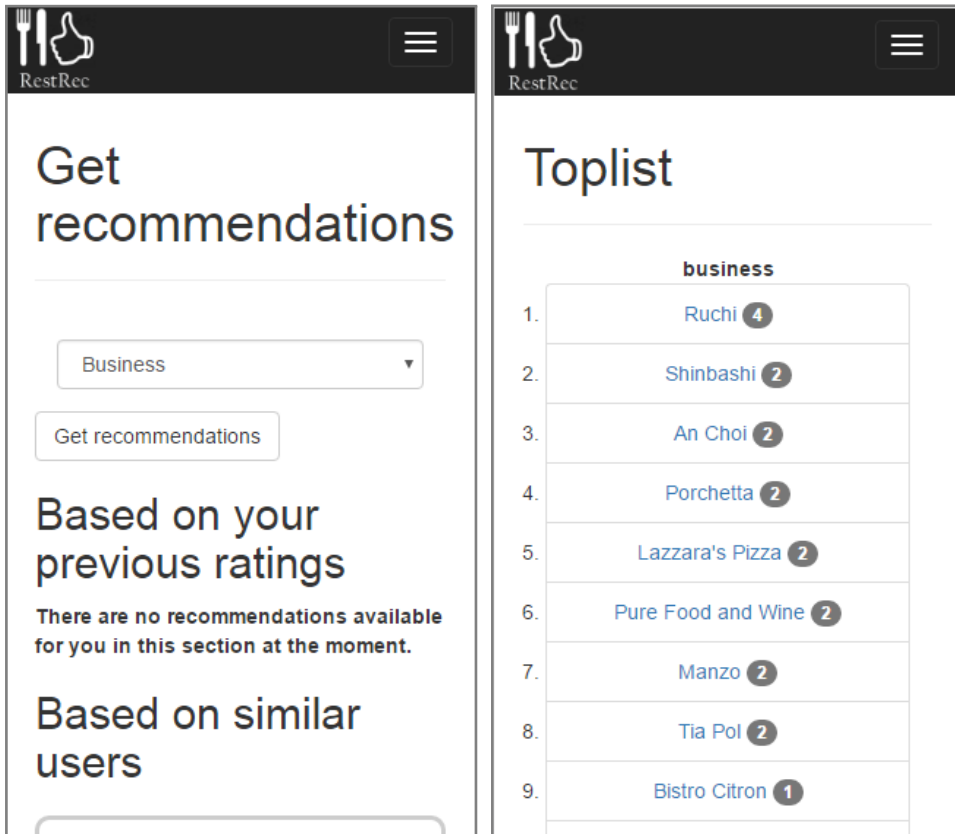 RestRec
Get
recommendations
Business
Get recommendations
Based on your
previous ratings
There are no recommendations available
for you in this section at the moment.
Based on similar
users
RestRec
Toplist
business
1. Ruchi 4
2. Shinbashi 2
3. An Choi 2
4. Porchetta 2
5. Lazzara's Pizza 2
6. Pure Food and Wine 2
7. Manzo 2
8. Tia Pol 2
9. Bistro Citron 1